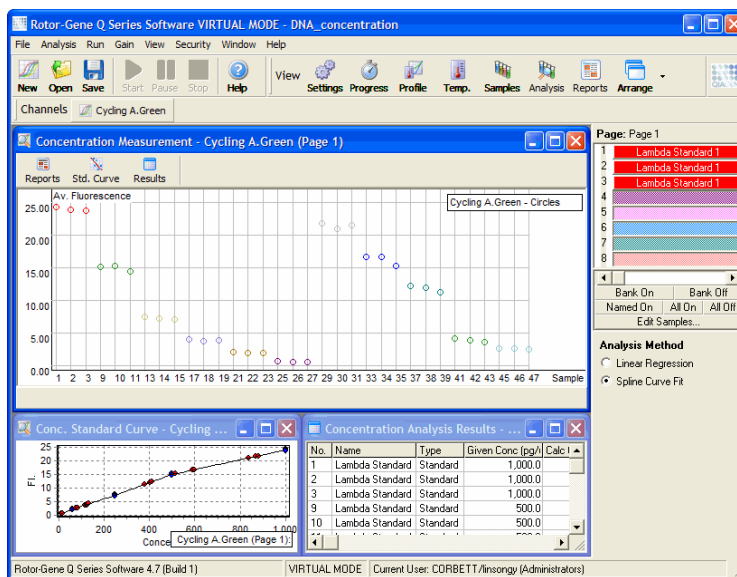 Rotor-Gene Q Series Software VIRTUAL MODE - DNA_concentration
File Analysis Run Gain View Security Window Help
New Open Save Start Pause Stop Help View Settings Progress Profile Temp. Samples Analysis Reports Arrange
Channels Cycling A.Green
Concentration Measurement - Cycling A.Green (Page 1)
Reports Std. Curve Results
Av. Fluorescence
Cycling A.Green - Circles
25.00
20.00
15.00
10.00
5.00
0.00
1 2 3 9 10 11 13 14 15 17 18 19 21 22 23 25 26 27 29 30 31 33 34 35 37 38 39 41 42 43 45 46 47 Sample
Page: Page 1
1 Lambda Standard 1
2 Lambda Standard 1
3 Lambda Standard 1
4
5
6
7
8
Bank On Bank Off
Named On All On All Off
Edit Samples...
Analysis Method
Linear Regression
Spline Curve Fit
Conc. Standard Curve - Cycling ...
25
20
15
10
5
0
Fl.
0 200 400 600 800 1,000
Conce
Cycling A.Green (Page 1):
Concentration Analysis Results - ...
No. Name Type Given Conc (pg/ Calc
1 Lambda Standard Standard 1,000.0
2 Lambda Standard Standard 1,000.0
3 Lambda Standard Standard 1,000.0
9 Lambda Standard Standard 500.0
10 Lambda Standard Standard 500.0
Rotor-Gene Q Series Software 4.7 (Build 1) VIRTUAL MODE Current User: CORBETT/linsongy (Administrators)